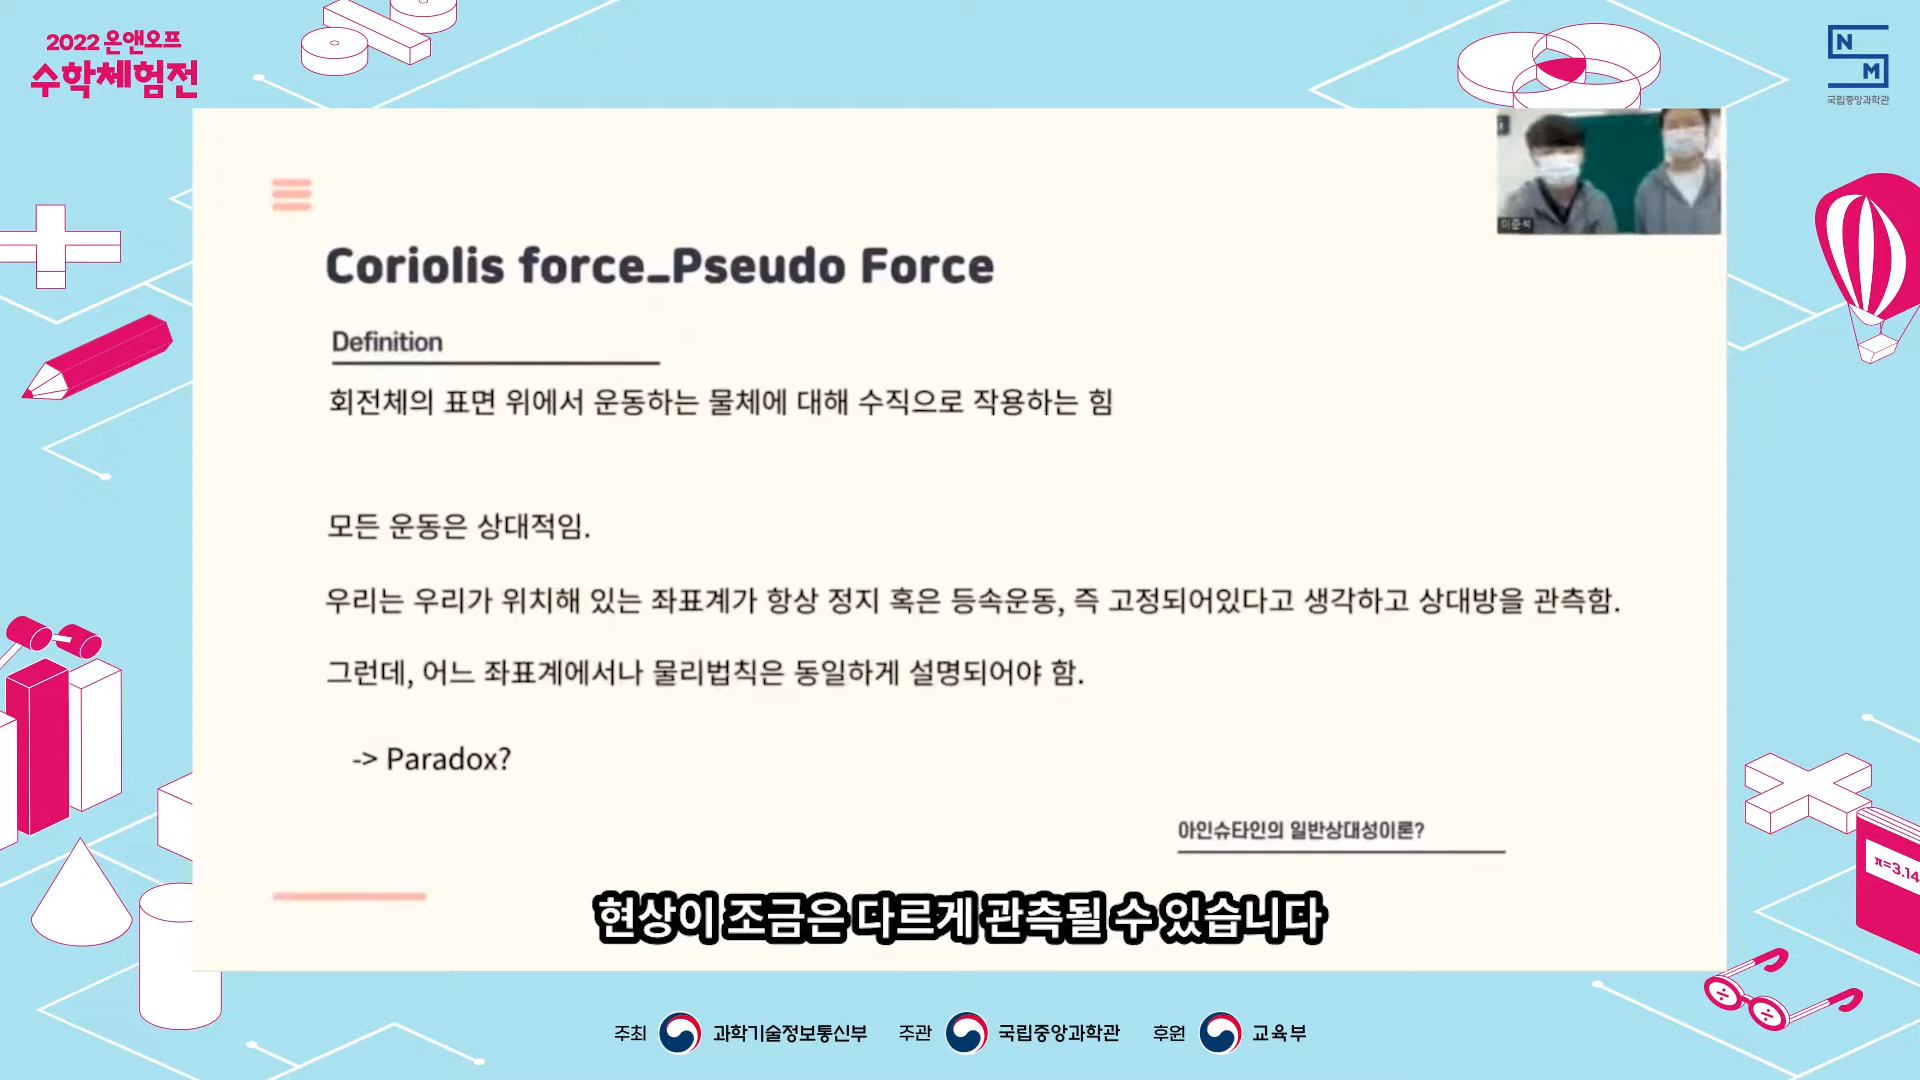 2022 온앤오프
수학체험전
N
M
국립중앙과학관
이준석
Coriolis force_Pseudo Force
Definition
회전체의 표면 위에서 운동하는 물체에 대해 수직으로 작용하는 힘
모든 운동은 상대적임.
우리는 우리가 위치해 있는 좌표계가 항상 정지 혹은 등속운동, 즉 고정되어있다고 생각하고 상대방을 관측함.
그런데, 어느 좌표계에서나 물리법칙은 동일하게 설명되어야 함.
-> Paradox?
아인슈타인의 일반상대성이론?
π=3.14
현상이 조금은 다르게 관측될 수 있습니다
주최 과학기술정보통신부 주관 국립중앙과학관 후원 교육부